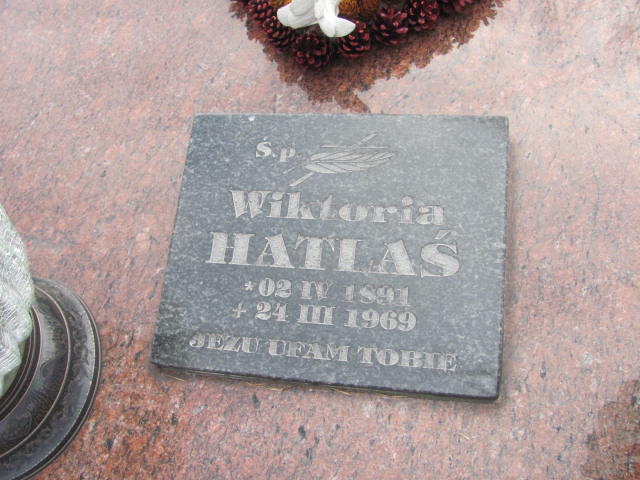 Ś.p.
Wiktoria
HATLAŚ
*02 IV 1891
+24 III 1969
JEZU UFAM TOBIE